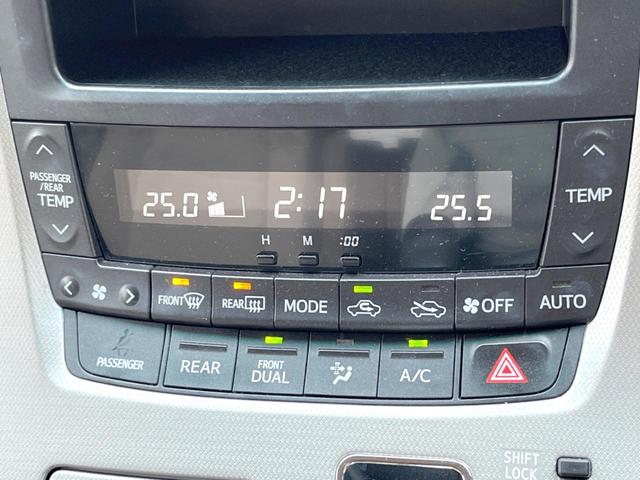 PASSENGER
/REAR
TEMP
25.0 2:17 25.5
TEMP
H M :00
FRONT REAR MODE OFF AUTO
PASSENGER REAR FRONT DUAL A/C
SHIFT
LOCK